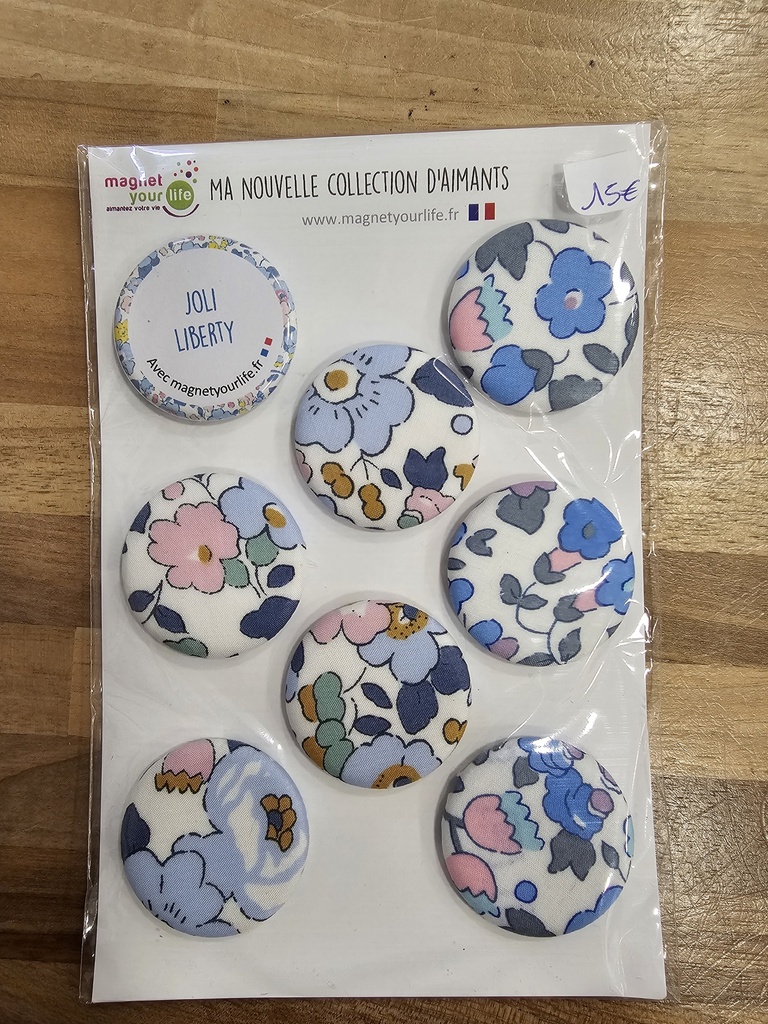 magnet
your life
aimantez votre vie
MA NOUVELLE COLLECTION D'AIMANTS
www.magnetyourlife.fr
15€
JOLI
LIBERTY
Avec magnetyourlife.fr